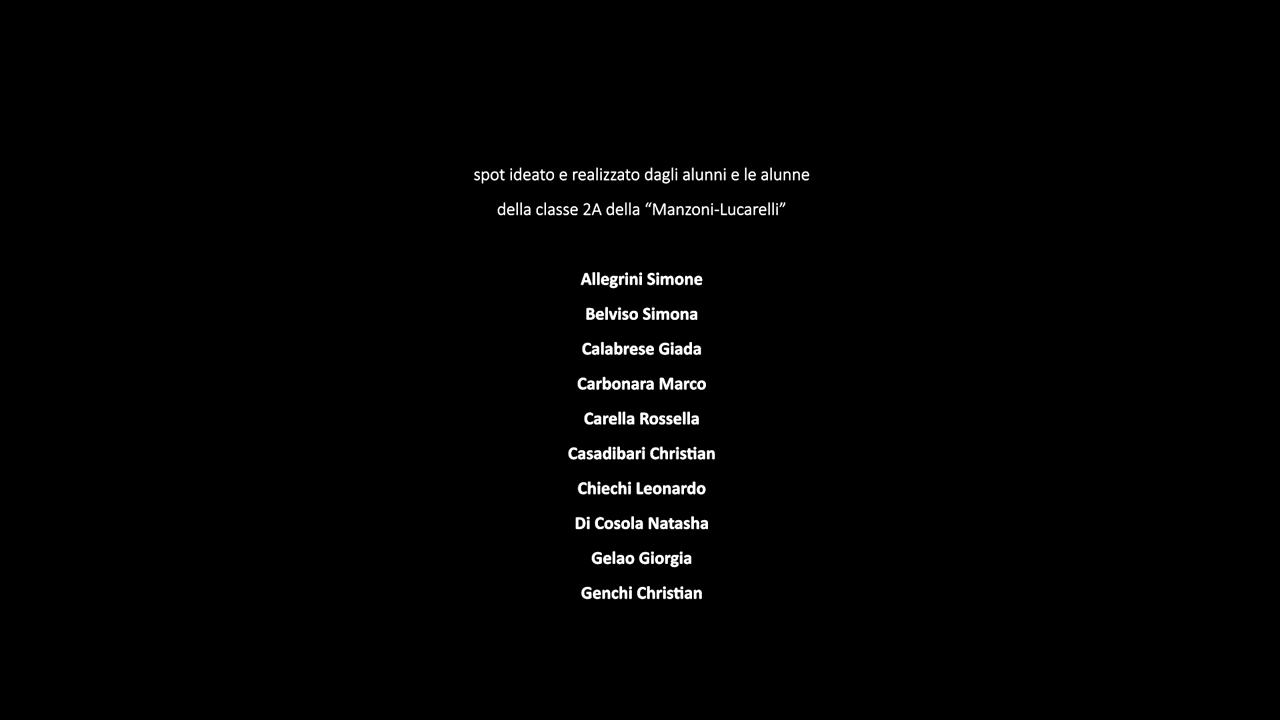 spot ideato e realizzato dagli alunni e le alunne
della classe 2A della “Manzoni-Lucarelli”
Allegrini Simone
Belviso Simona
Calabrese Giada
Carbonara Marco
Carella Rossella
Casadibari Christian
Chiechi Leonardo
Di Cosola Natasha
Gelao Giorgia
Genchi Christian